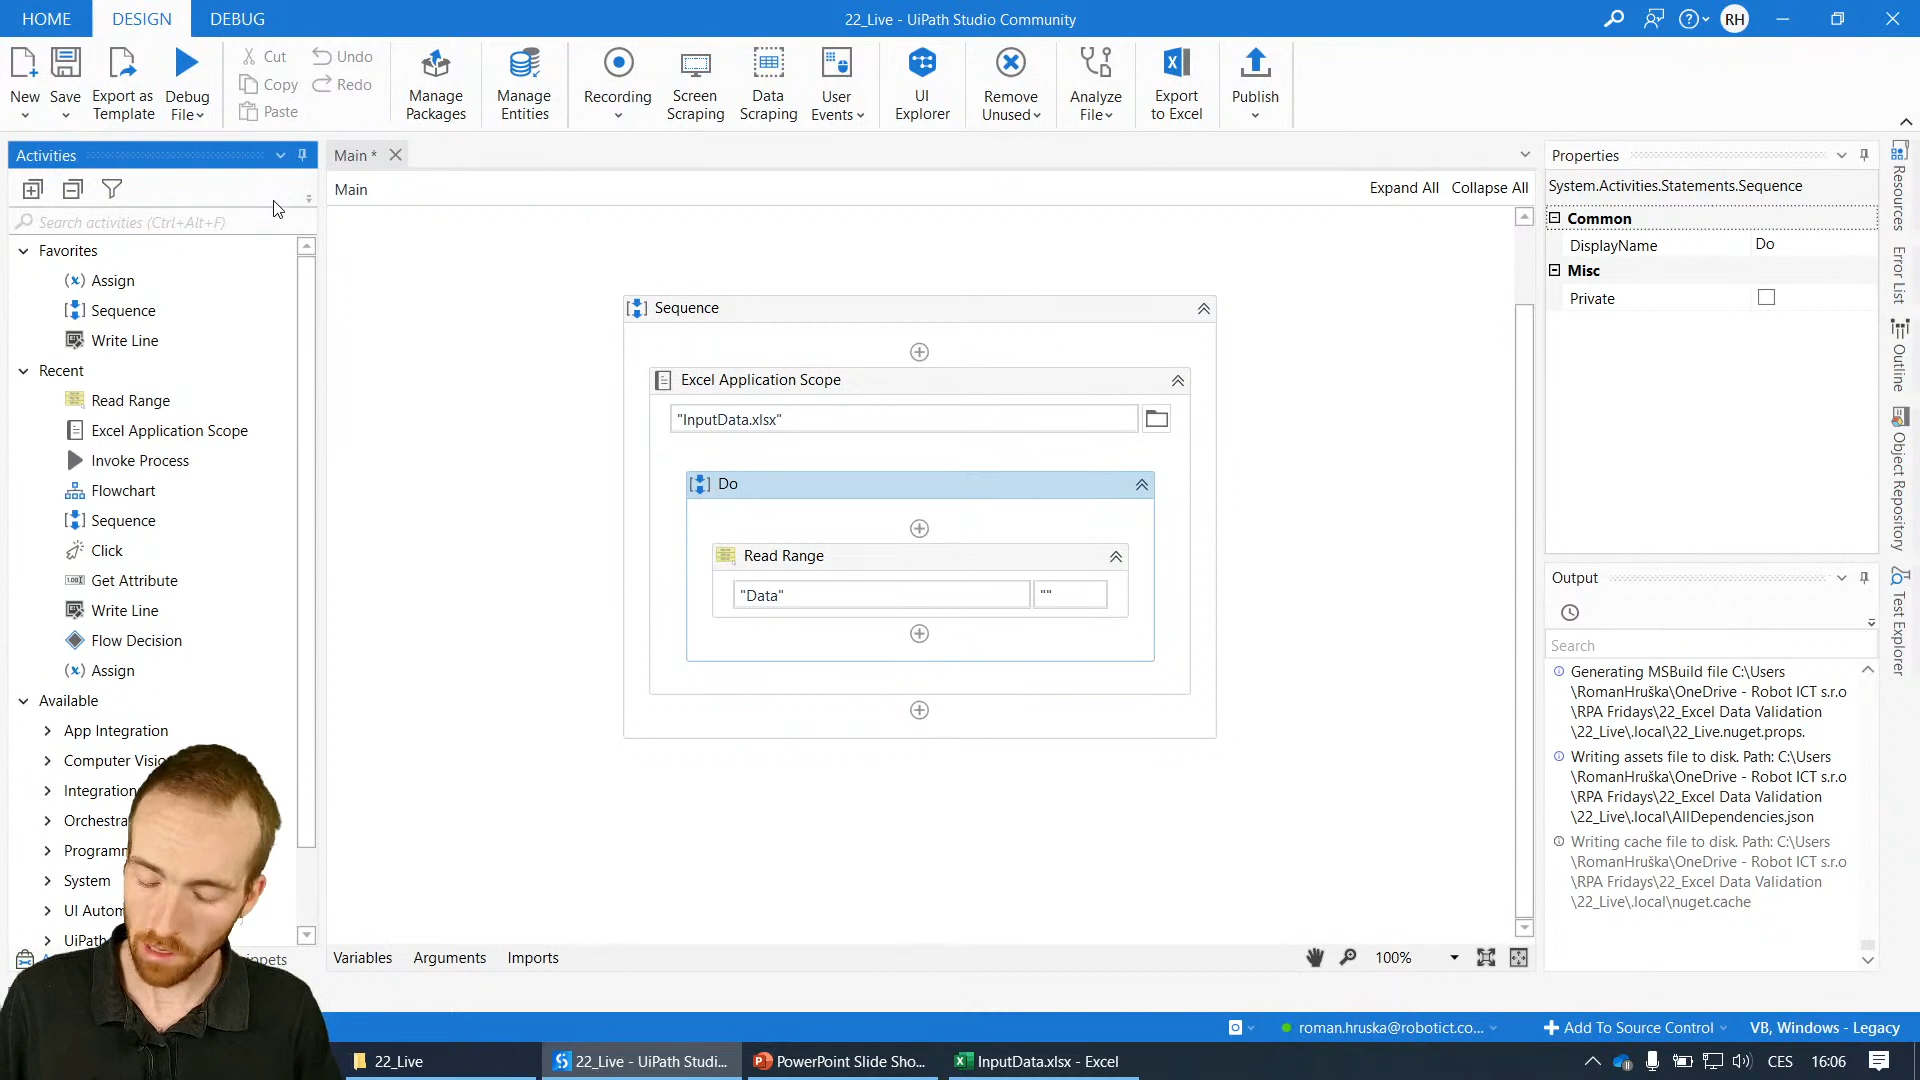 HOME
DESIGN
DEBUG
22_Live - UiPath Studio Community
RH
New
Save
Export as
Template
Debug
File
Cut
Copy
Paste
Undo
Redo
Manage
Packages
Manage
Entities
Recording
Screen
Scraping
Data
Scraping
User
Events
UI
Explorer
Remove
Unused
Analyze
File
Export
to Excel
Publish
Activities
Search activities (Ctrl+Alt+F)
Favorites
Assign
Sequence
Write Line
Recent
Read Range
Excel Application Scope
Invoke Process
Flowchart
Sequence
Click
Get Attribute
Write Line
Flow Decision
Assign
Available
App Integration
Computer Visio
Integration
Orchestra
Programm
System
UI Autom
UiPath
Main *
Main
Expand All
Collapse All
Sequence
Excel Application Scope
"InputData.xlsx"
Do
Read Range
"Data"
""
Variables
Arguments
Imports
100%
Properties
System.Activities.Statements.Sequence
Common
DisplayName
Do
Misc
Private
Output
Search
Generating MSBuild file C:\Users
\RomanHruška\OneDrive - Robot ICT s.r.o
\RPA Fridays\22_Excel Data Validation
\22_Live\.local\22_Live.nuget.props.
Writing assets file to disk. Path: C:\Users
\RomanHruška\OneDrive - Robot ICT s.r.o
\RPA Fridays\22_Excel Data Validation
\22_Live\.local\AllDependencies.json
Writing cache file to disk. Path: C:\Users
\RomanHruška\OneDrive - Robot ICT s.r.o
\RPA Fridays\22_Excel Data Validation
\22_Live\.local\nuget.cache
Resources
Error List
Outline
Object Repository
Test Explorer
roman.hruska@robotict.co...
Add To Source Control
VB, Windows - Legacy
22_Live
22_Live - UiPath Studi...
PowerPoint Slide Sho...
InputData.xlsx - Excel
CES
16:06